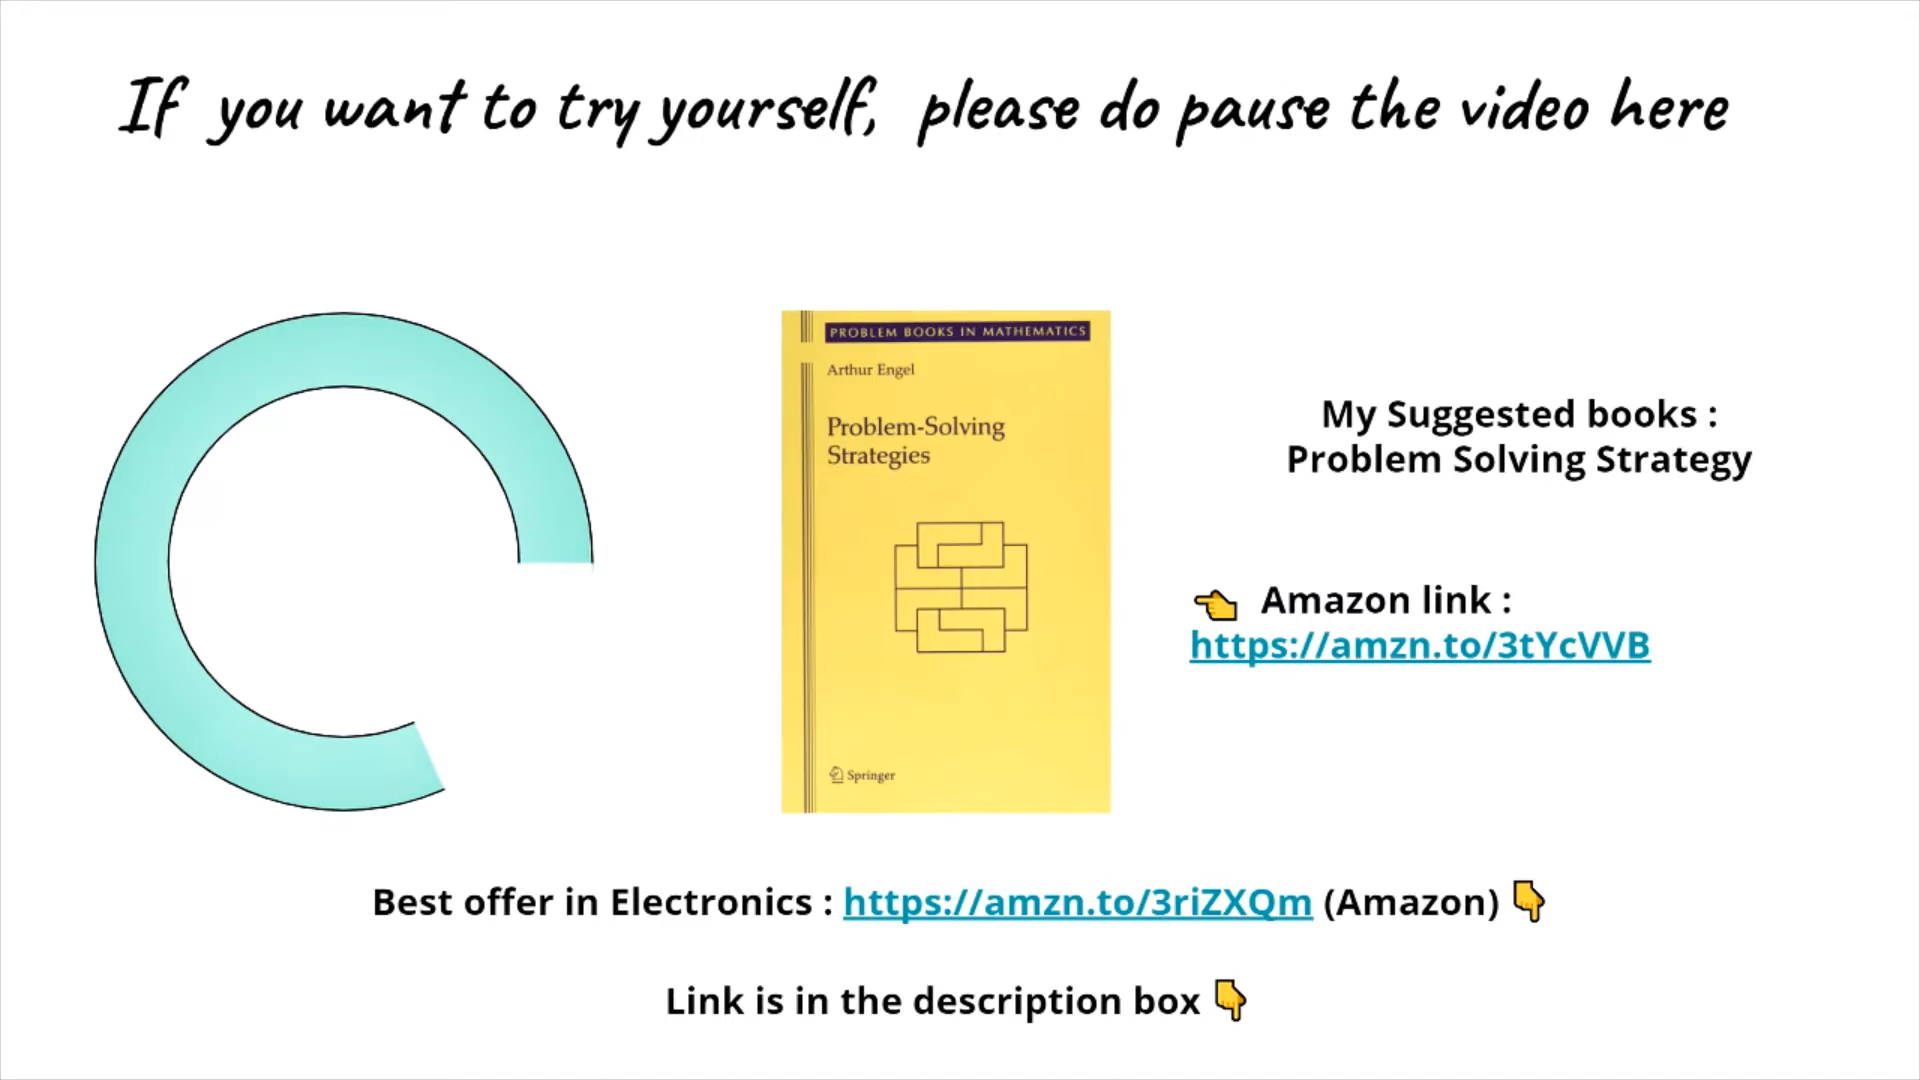 If you want to try yourself, please do pause the video here
PROBLEM BOOKS IN MATHEMATICS
Arthur Engel
Problem-Solving
Strategies
Springer
My Suggested books :
Problem Solving Strategy
👈 Amazon link :
https://amzn.to/3tYcVVB
Best offer in Electronics : https://amzn.to/3riZXQm (Amazon) 👇
Link is in the description box 👇